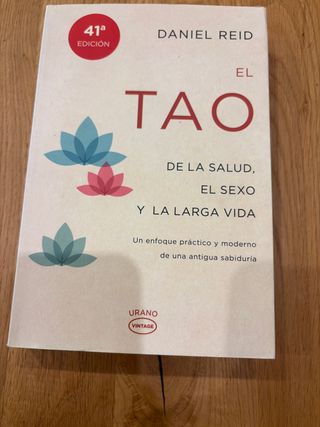 41ª
EDICIÓN
DANIEL REID
EL
TAO
DE LA SALUD,
EL SEXO
Y LA LARGA VIDA
Un enfoque práctico y moderno
de una antigua sabiduría
URANO
VINTAGE